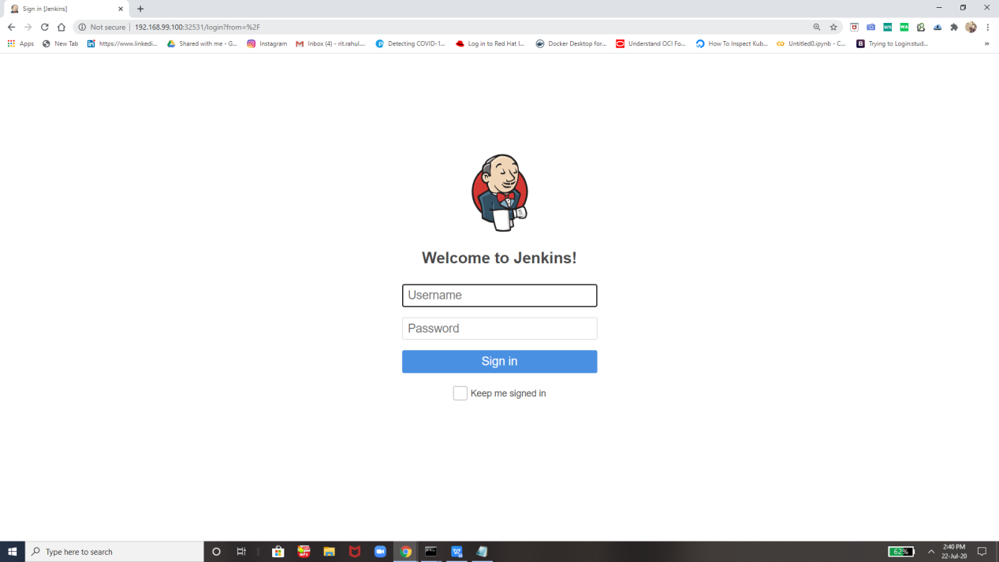 Sign in [Jenkins]
Not secure
192.168.99.100:32531/login?from=%2F
Apps
New Tab
https://www.linkedi...
Shared with me - G...
Instagram
Inbox (4) - rit.rahul...
Detecting COVID-1...
Log in to Red Hat I...
Docker Desktop for...
Understand OCI Fo...
How To Inspect Kub...
Untitled0.ipynb - C...
Trying to Login:stud...
Welcome to Jenkins!
Username
Password
Sign in
Keep me signed in
Type here to search
62%
2:40 PM
22-Jul-20